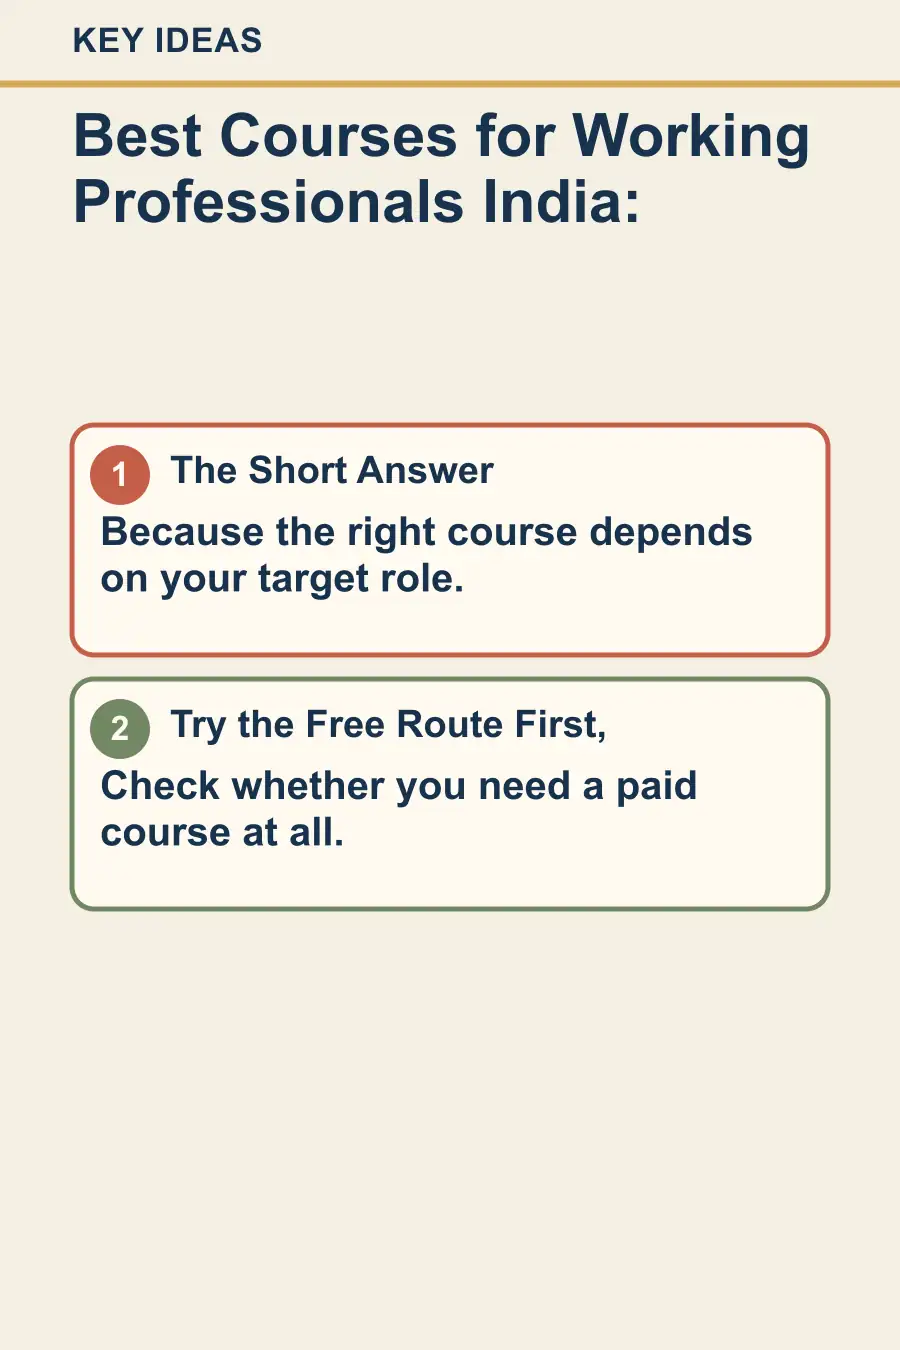 KEY IDEAS
Best Courses for Working
Professionals India:
1 The Short Answer
Because the right course depends
on your target role.
2 Try the Free Route First,
Check whether you need a paid
course at all.